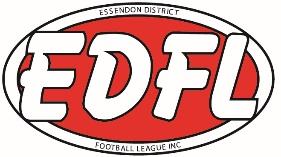 ESSENDON DISTRICT
EDFL
FOOTBALL LEAGUE INC